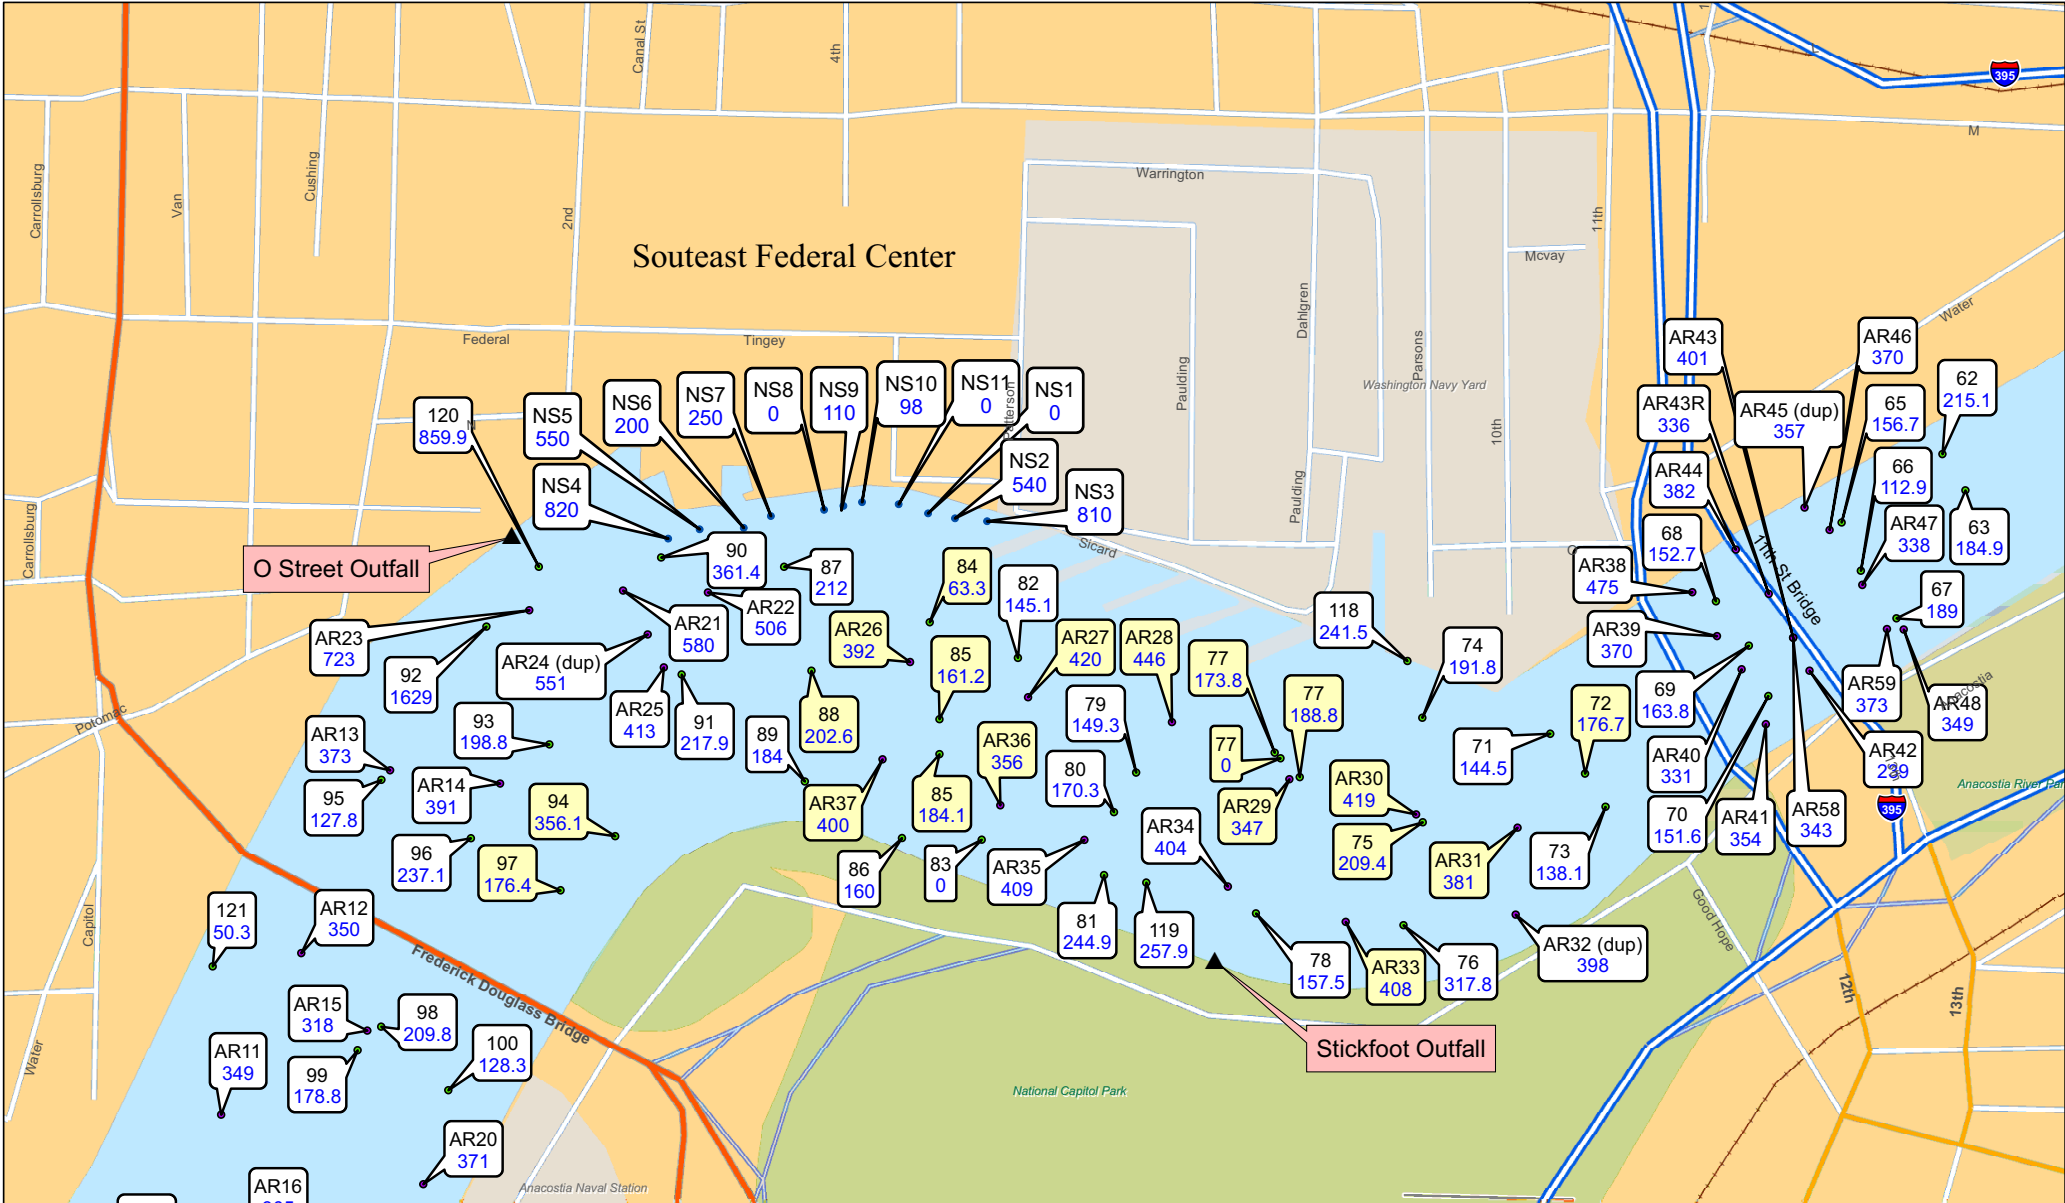 Canal St
4th
395
M
Carrollsburg
Van
Cushing
2nd
Warrington
11th
Mcvay
Souteast Federal Center
Dahlgren
Paulding
Parsons
Washington Navy Yard
10th
Water
Federal
Tingey
Patterson
120
859.9
N
NS5
550
NS6
200
NS7
250
NS8
0
NS9
110
NS10
98
NS11
0
NS1
0
NS2
540
NS3
810
NS4
820
AR43
401
AR46
370
62
215.1
AR43R
336
AR45 (dup)
357
65
156.7
AR44
382
66
112.9
AR47
338
63
184.9
68
152.7
67
189
Carrollsburg
O Street Outfall
90
361.4
87
212
84
63.3
82
145.1
Sicard
Paulding
118
241.5
AR38
475
11th St Bridge
AR39
370
AR23
723
92
1629
AR24 (dup)
551
AR21
580
AR22
506
AR26
392
85
161.2
AR27
420
AR28
446
77
173.8
77
188.8
74
191.8
72
176.7
69
163.8
AR59
373
AR48
349
Anacostia
Potomac
AR13
373
93
198.8
AR25
413
91
217.9
89
184
88
202.6
AR36
356
79
149.3
77
0
71
144.5
AR40
331
AR42
239
Anacostia River Par
395
95
127.8
AR14
391
94
356.1
AR37
400
85
184.1
80
170.3
AR34
404
AR29
347
AR30
419
75
209.4
AR31
381
73
138.1
70
151.6
AR41
354
AR58
343
96
237.1
97
176.4
86
160
83
0
AR35
409
81
244.9
119
257.9
78
157.5
AR33
408
76
317.8
AR32 (dup)
398
Good Hope
12th
13th
Capitol
121
50.3
AR12
350
Frederick Douglass Bridge
AR15
318
98
209.8
100
128.3
Stickfoot Outfall
Water
AR11
349
99
178.8
National Capitol Park
AR20
371
AR16
Anacostia Naval Station